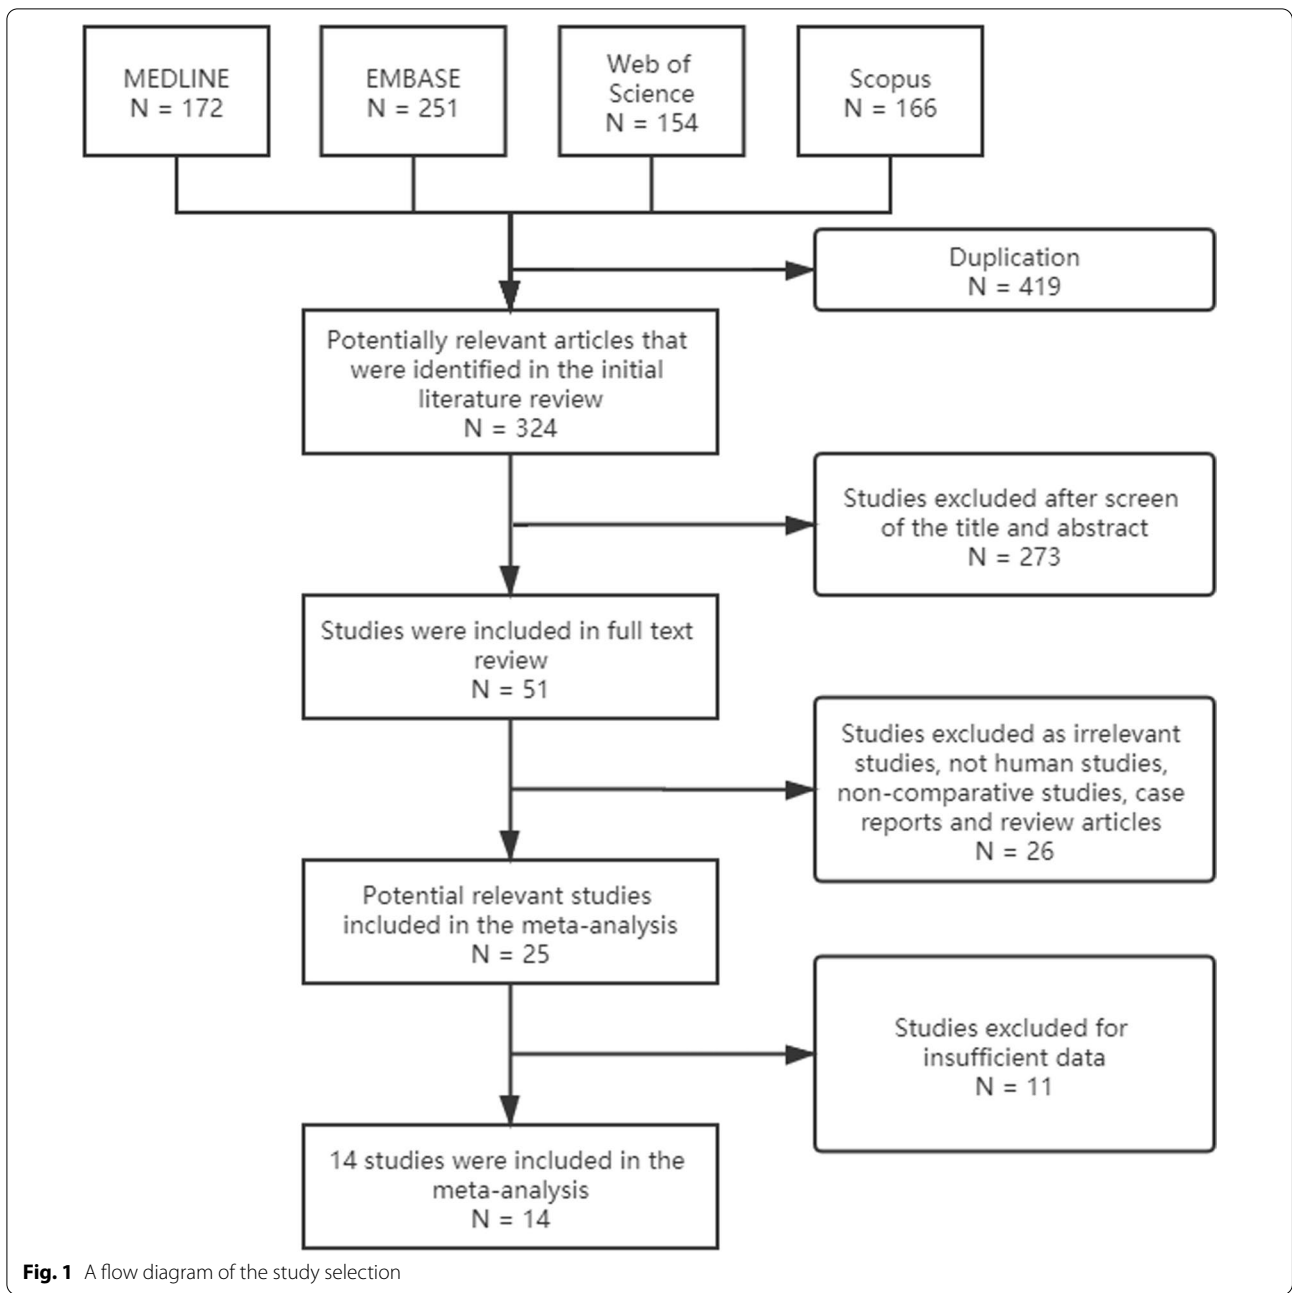 MEDLINE
N = 172
EMBASE
N = 251
Web of
Science
N = 154
Scopus
N = 166
Duplication
N = 419
Potentially relevant articles that
were identified in the initial
literature review
N = 324
Studies excluded after screen
of the title and abstract
N = 273
Studies were included in full text
review
N = 51
Studies excluded as irrelevant
studies, not human studies,
non-comparative studies, case
reports and review articles
N = 26
Potential relevant studies
included in the meta-analysis
N = 25
Studies excluded for
insufficient data
N = 11
14 studies were included in the
meta-analysis
N = 14
Fig. 1 A flow diagram of the study selection